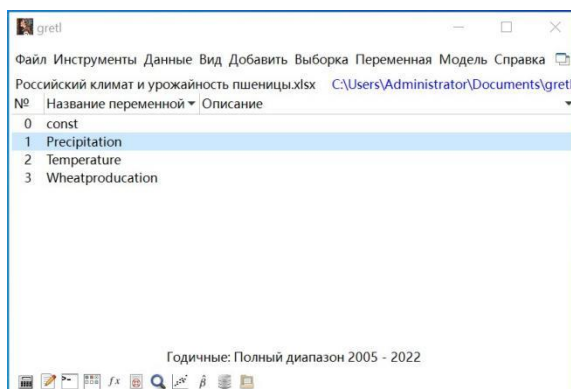 gretl
Файл Инструменты Данные Вид Добавить Выборка Переменная Модель Справка
Российский климат и урожайность пшеницы.xlsx C:\Users\Administrator\Documents\gretl
№ Название переменной Описание
0 const
1 Precipitation
2 Temperature
3 Wheatproducation
Годичные: Полный диапазон 2005 - 2022
fx β̂